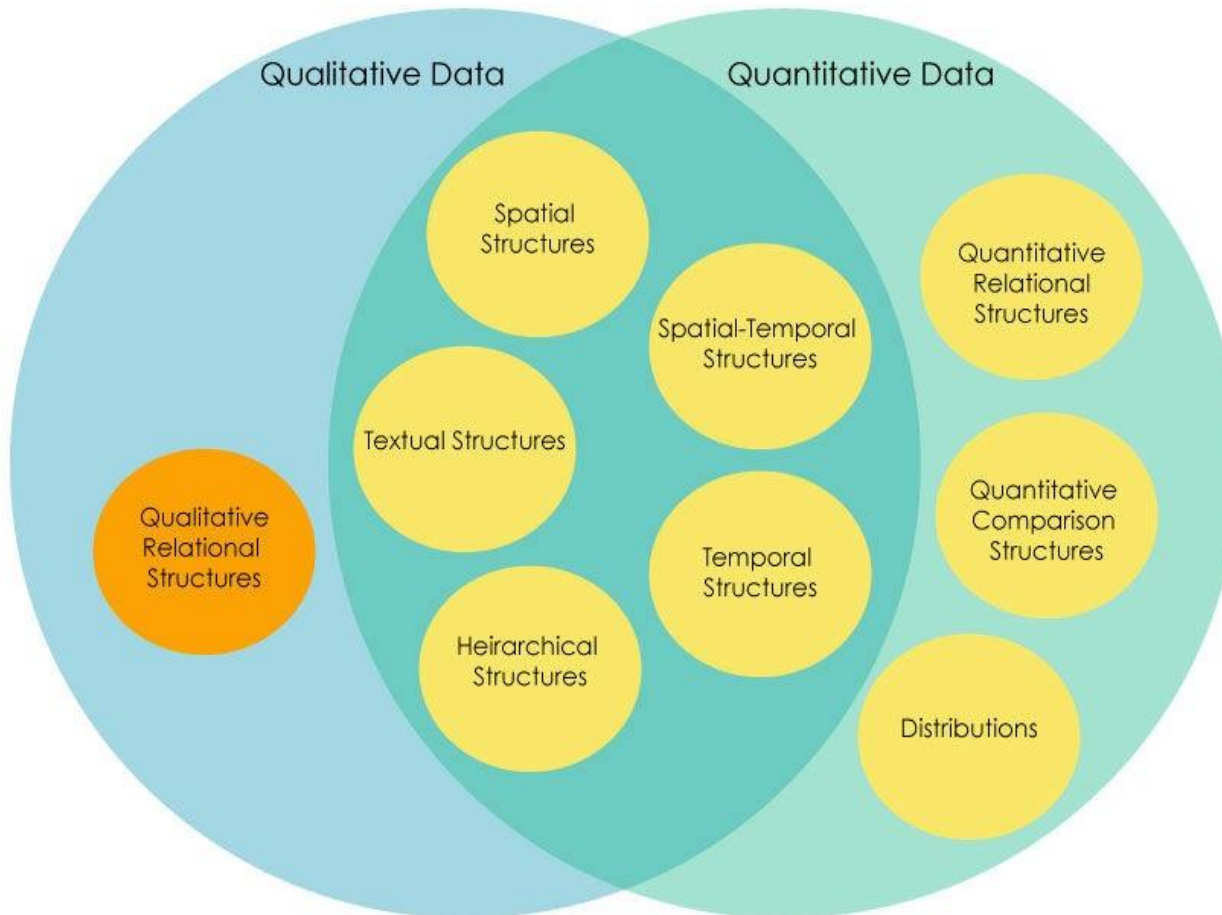 Qualitative Data
Quantitative Data
Spatial
Structures
Spatial-Temporal
Structures
Quantitative
Relational
Structures
Textual Structures
Qualitative
Relational
Structures
Temporal
Structures
Quantitative
Comparison
Structures
Heirarchical
Structures
Distributions